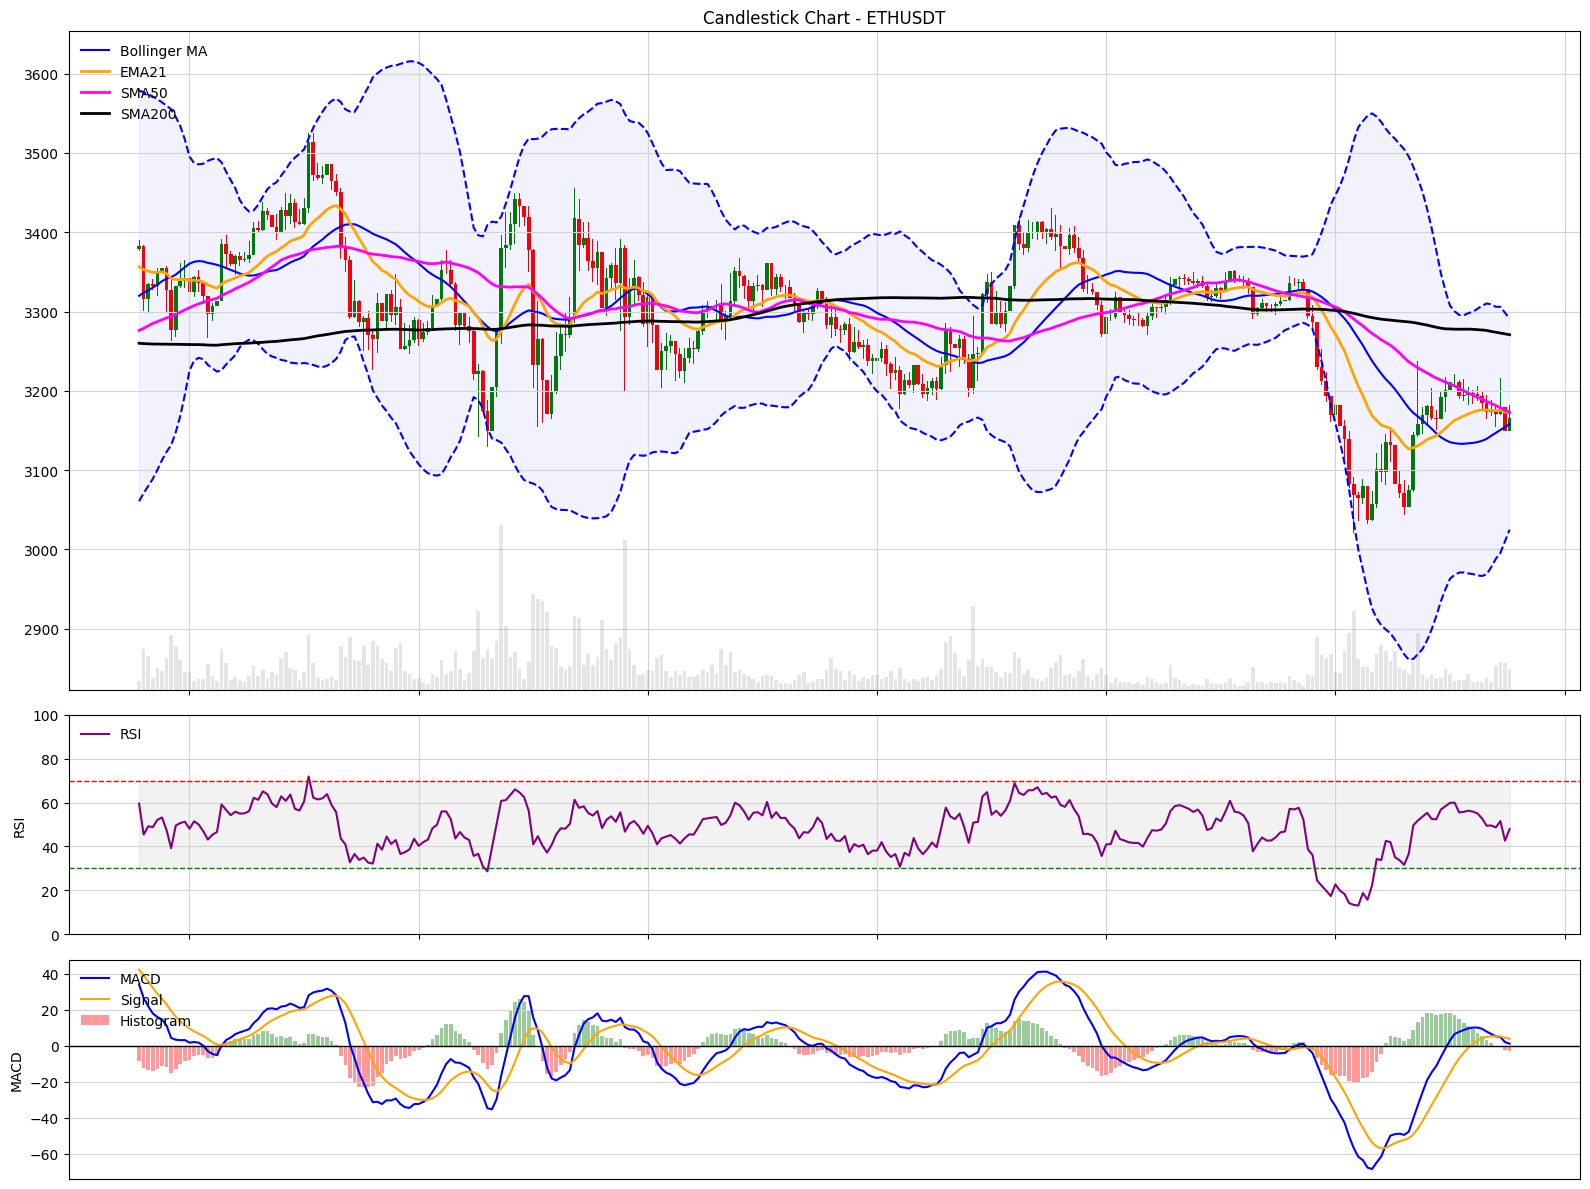 Candlestick Chart - ETHUSDT
Bollinger MA
EMA21
SMA50
SMA200
3600
3500
3400
3300
3200
3100
3000
2900
RSI
100
80
60
40
20
0
RSI
MACD
Signal
Histogram
40
20
0
−20
−40
−60
MACD